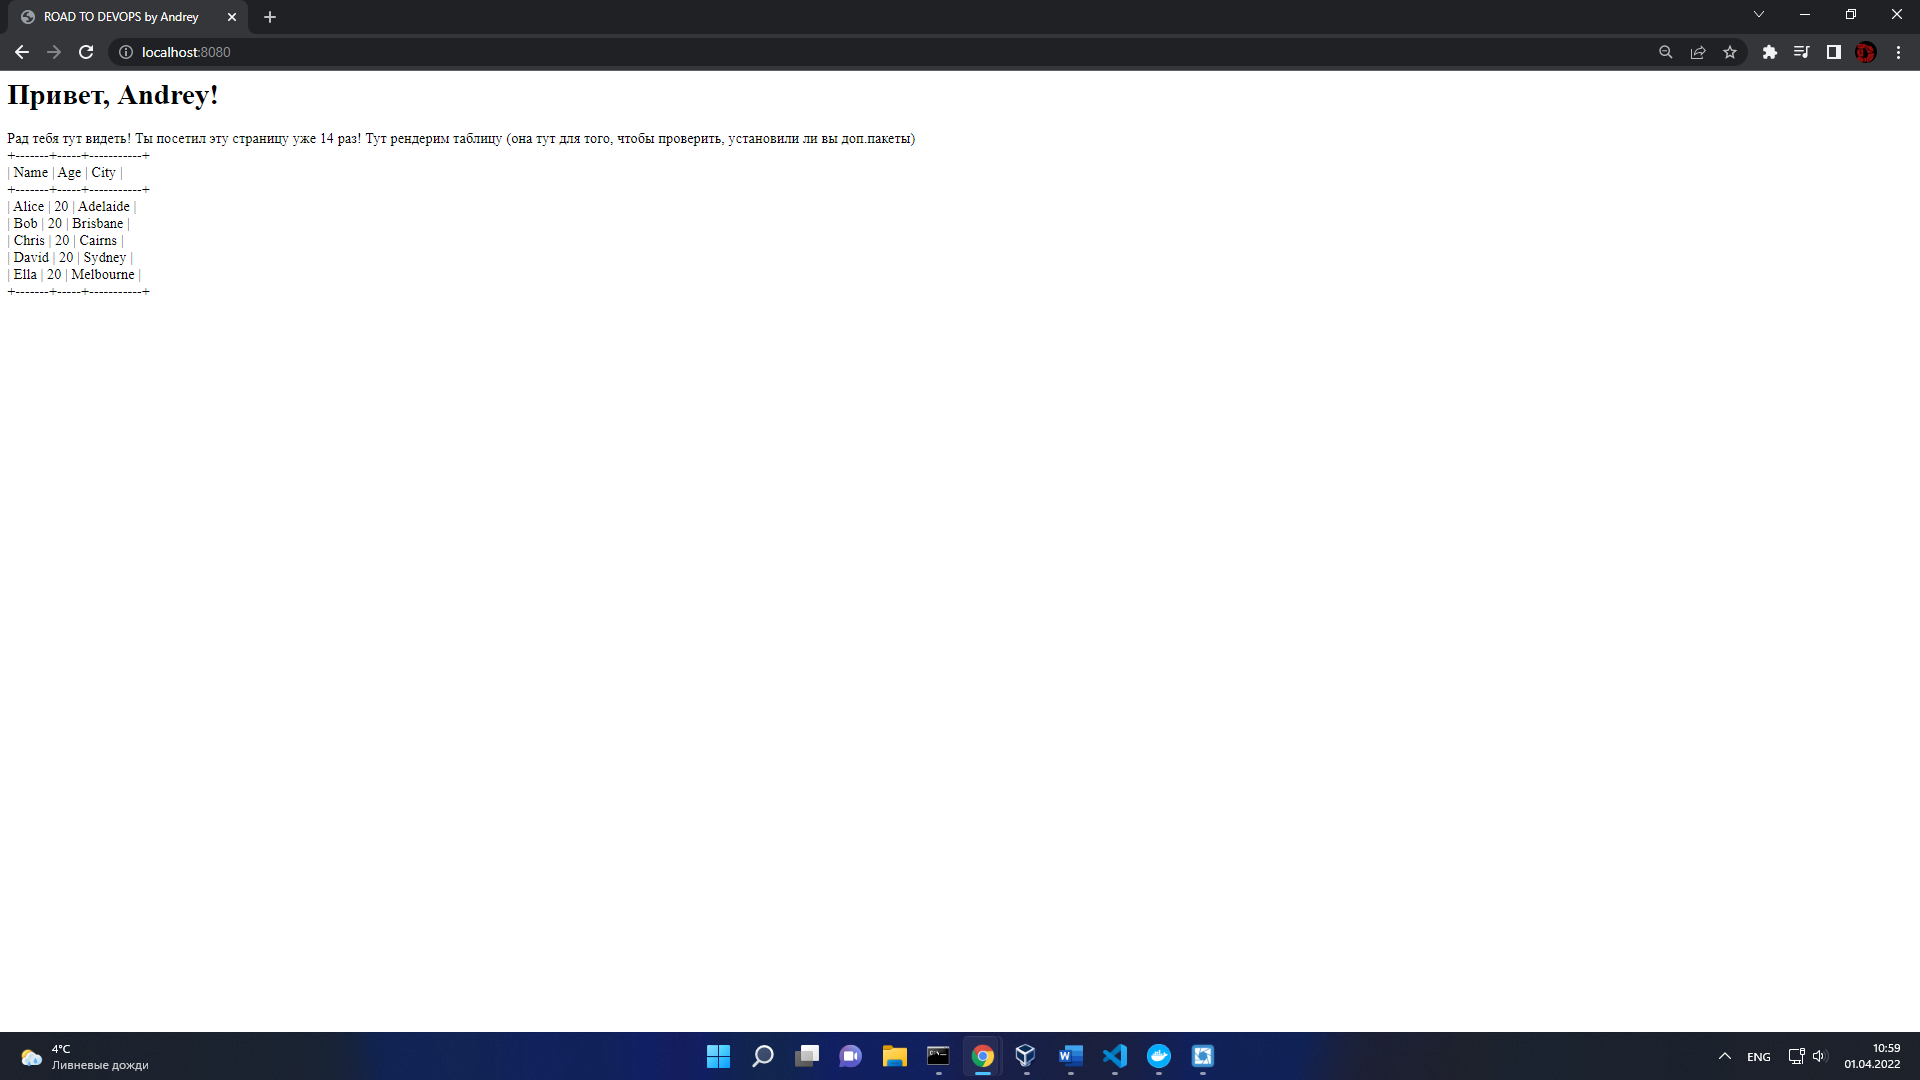 ROAD TO DEVOPS by Andrey
localhost:8080
Привет, Andrey!
Рад тебя тут видеть! Ты посетил эту страницу уже 14 раз! Тут рендерим таблицу (она тут для того, чтобы проверить, установили ли вы доп.пакеты)
+-------+-----+-----------+
| Name | Age | City |
+-------+-----+-----------+
| Alice | 20 | Adelaide |
| Bob | 20 | Brisbane |
| Chris | 20 | Cairns |
| David | 20 | Sydney |
| Ella | 20 | Melbourne |
+-------+-----+-----------+
4°C
Ливневые дожди
ENG
10:59
01.04.2022